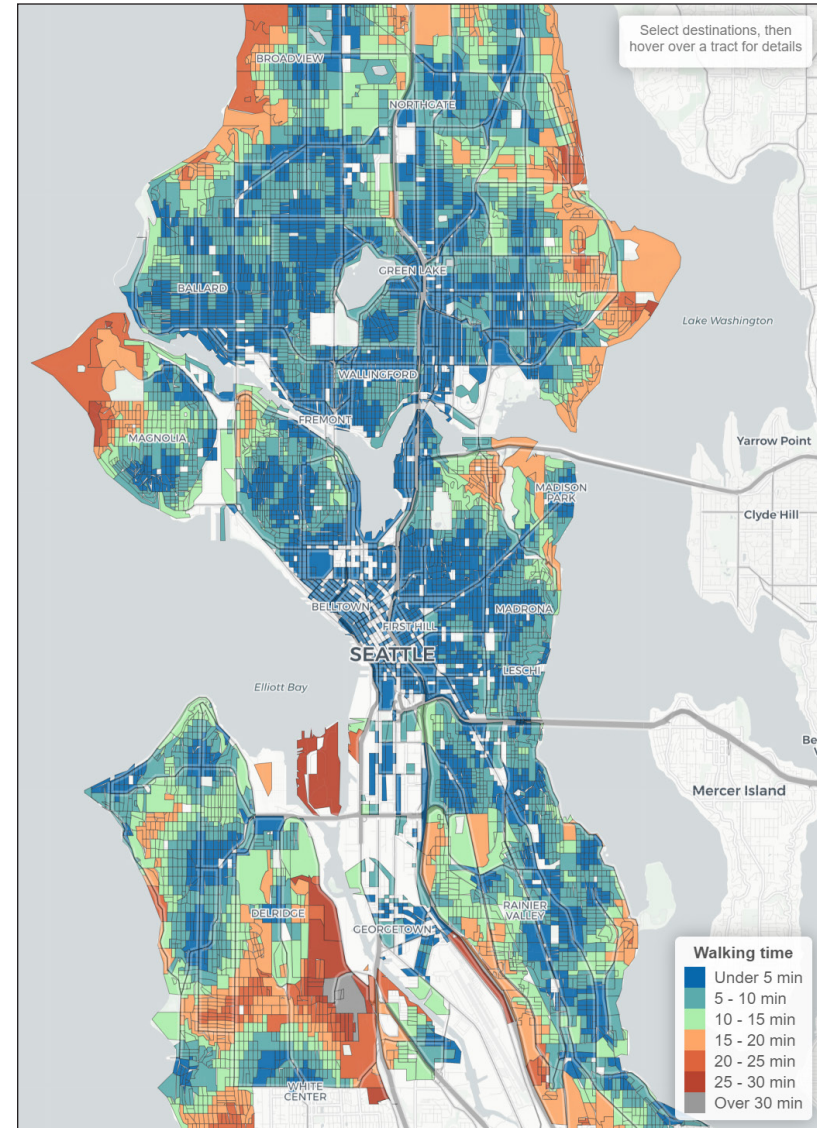 Select destinations, then
hover over a tract for details
BROADVIEW
NORTHGATE
GREEN LAKE
BALLARD
Lake Washington
WALLINGFORD
FREMONT
MAGNOLIA
Yarrow Point
MADISON
PARK
Clyde Hill
BELLTOWN
MADRONA
FIRST HILL
SEATTLE
LESCHI
Elliott Bay
Be
Mercer Island
RAINIER
VALLEY
DELRIDGE
GEORGETOWN
WHITE
CENTER
Walking time
Under 5 min
5 - 10 min
10 - 15 min
15 - 20 min
20 - 25 min
25 - 30 min
Over 30 min